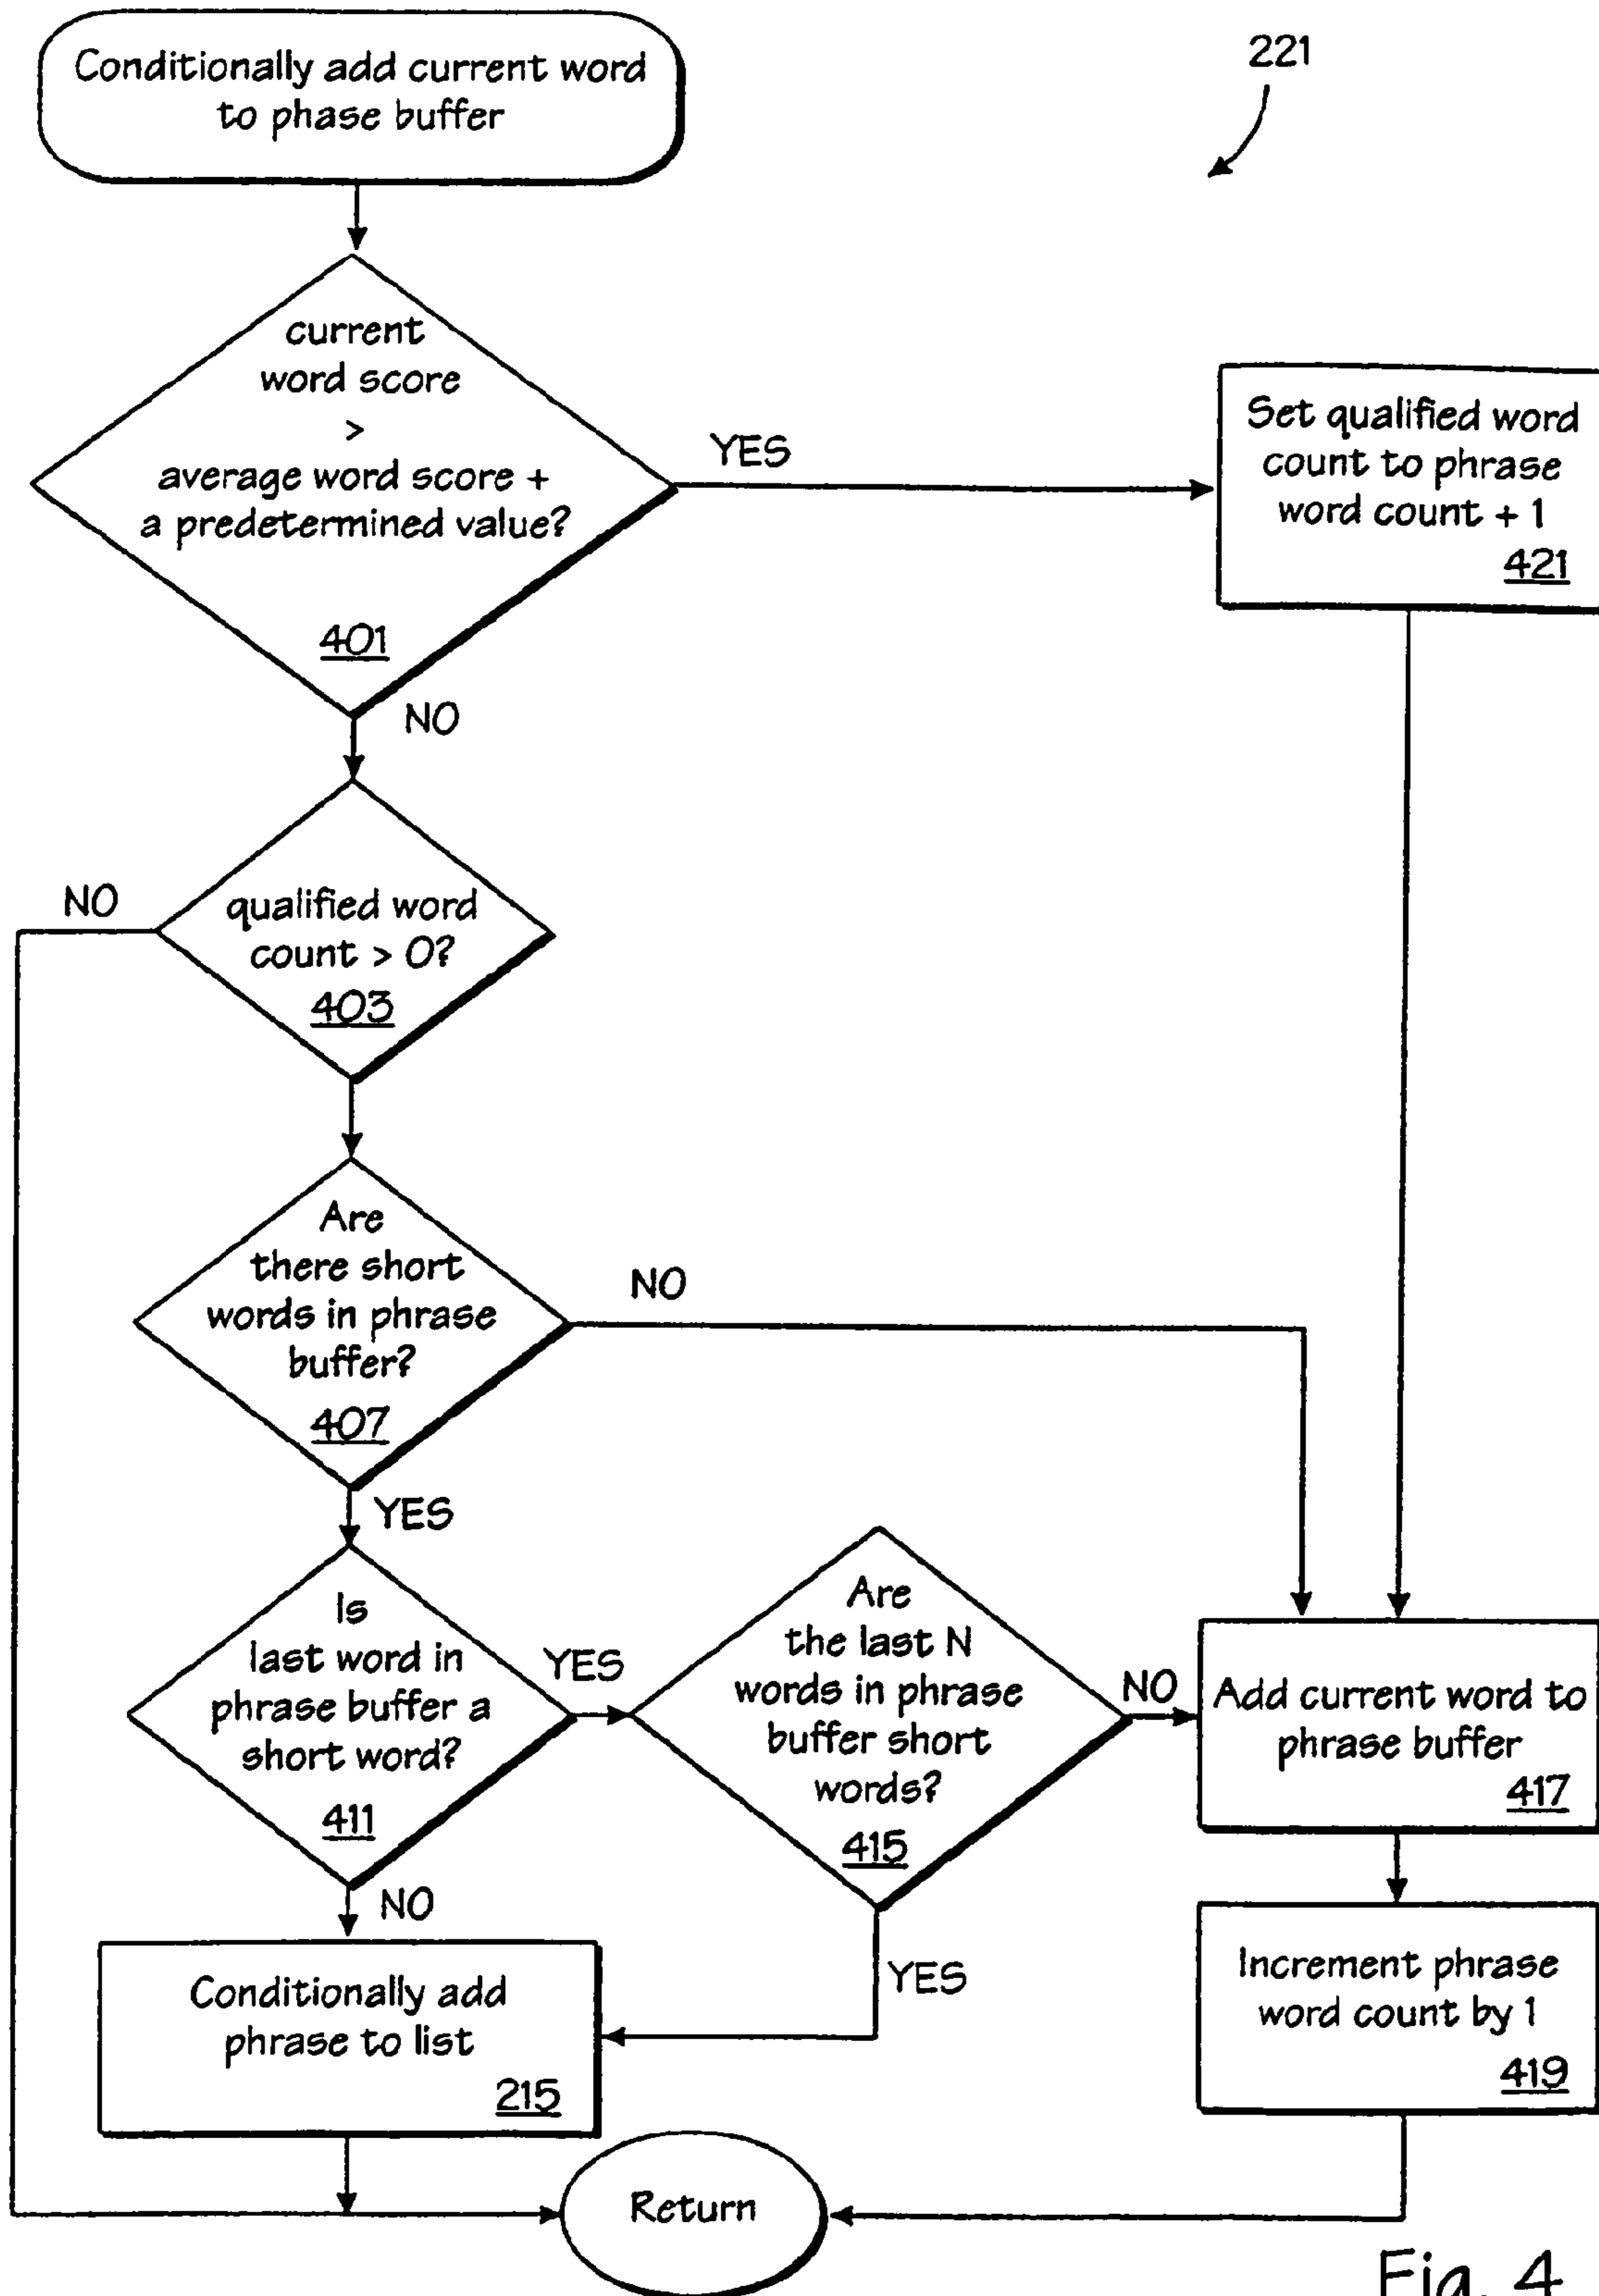 Conditionally add current word
to phase buffer
221
current
word score
>
average word score +
a predetermined value?
401
YES
Set qualified word
count to phrase
word count + 1
421
NO
NO
qualified word
count > 0?
403
Are
there short
words in phrase
buffer?
407
NO
YES
Is
last word in
phrase buffer a
short word?
411
YES
Are
the last N
words in phrase
buffer short
words?
415
NO
Add current word to
phrase buffer
417
NO
YES
Conditionally add
phrase to list
215
Increment phrase
word count by 1
419
Return
Fig. 4